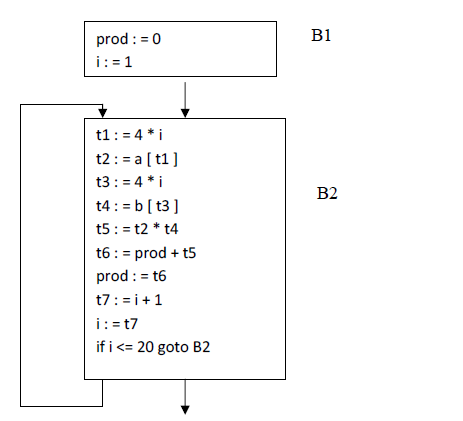 prod : = 0
B1
i : = 1
t1 : = 4 * i
t2 : = a [ t1 ]
t3 : = 4 * i
B2
t4 : = b [ t3 ]
t5 : = t2 * t4
t6 : = prod + t5
prod : = t6
t7 : = i + 1
i : = t7
if i <= 20 goto B2